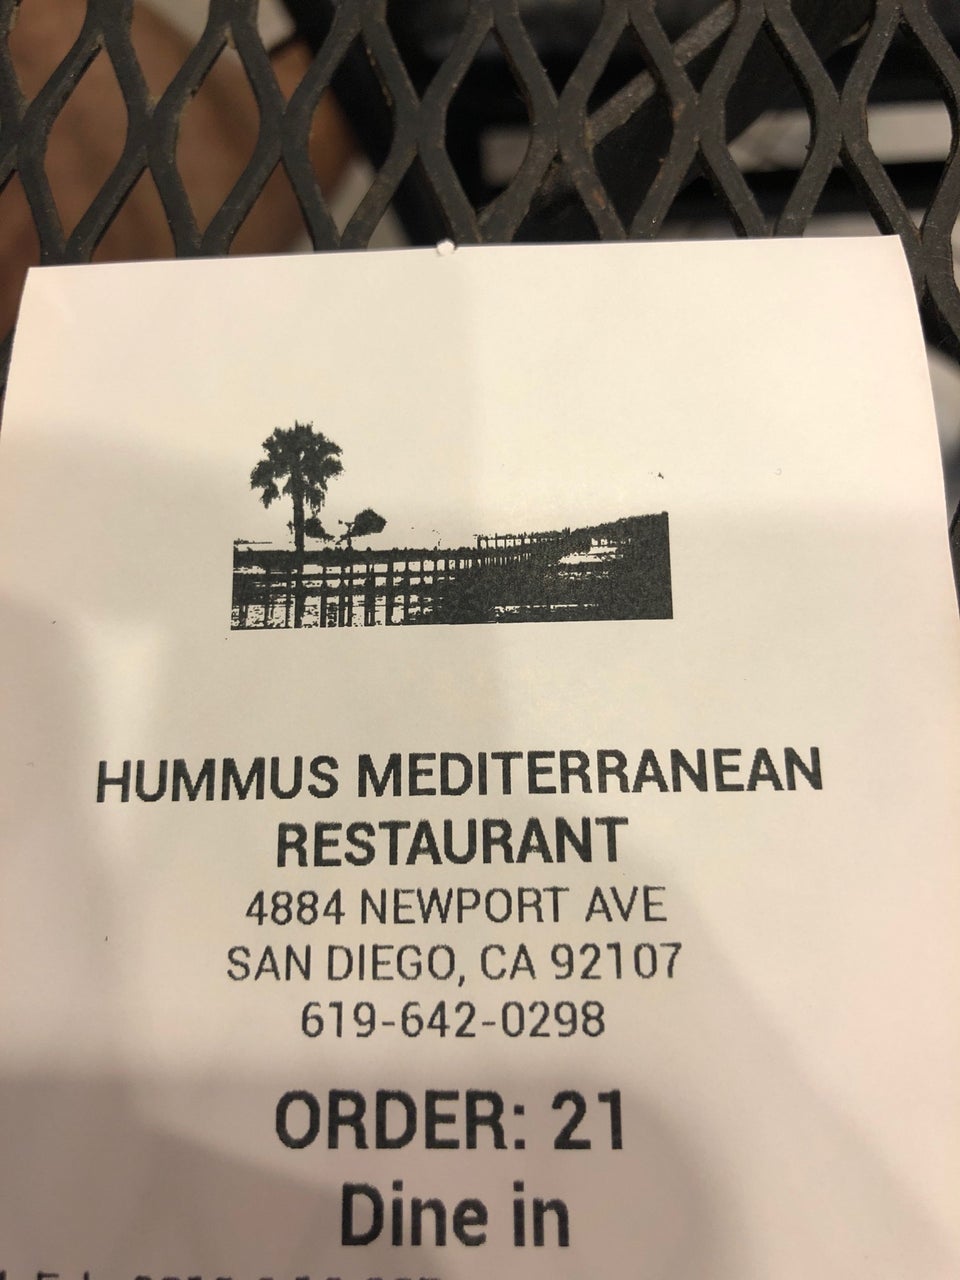 HUMMUS MEDITERRANEAN
RESTAURANT
4884 NEWPORT AVE
SAN DIEGO, CA 92107
619-642-0298
ORDER: 21
Dine in